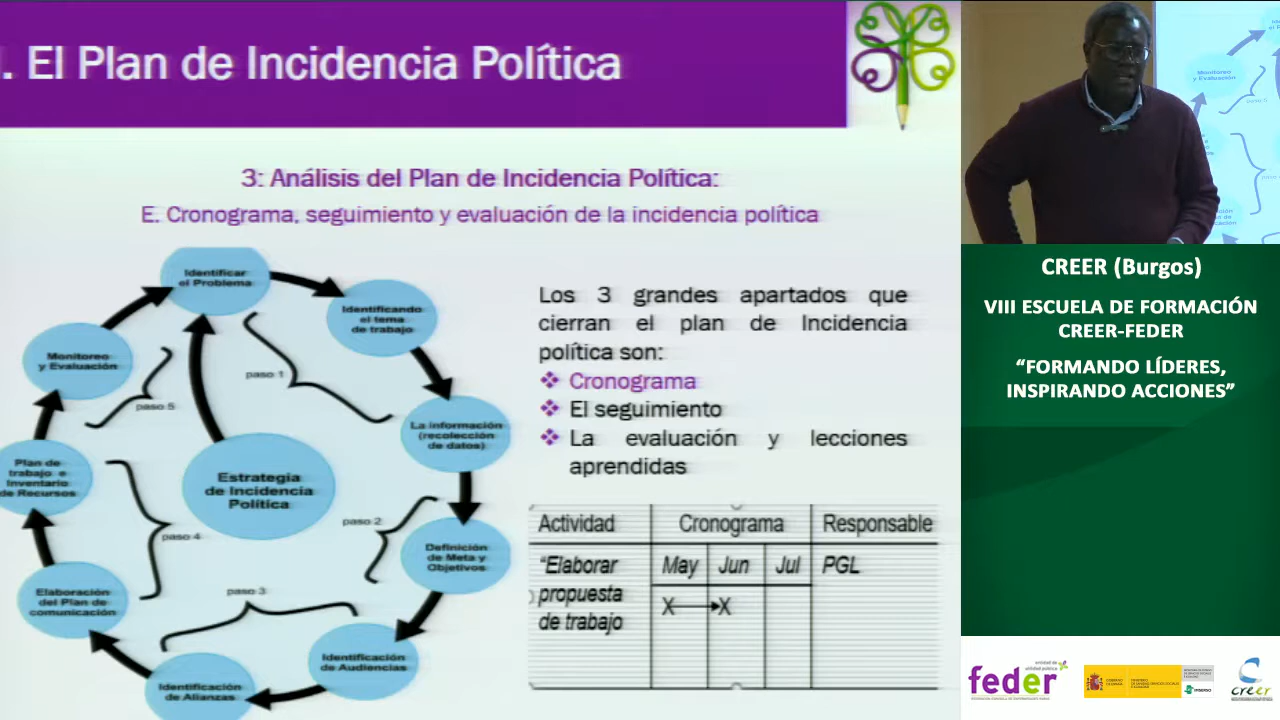 I. El Plan de Incidencia Política
3: Análisis del Plan de Incidencia Política:
E. Cronograma, seguimiento y evaluación de la incidencia política
Identificar
el Problema
Identificando
el tema
de trabajo
La información
(recolección
de datos)
Definición
de Meta y
Objetivos
Identificación
de Audiencias
Identificación
de Alianzas
Elaboración
del Plan de
comunicación
Plan de
trabajo e
Inventario
de Recursos
Monitoreo
y Evaluación
paso 1
paso 2
paso 3
paso 4
paso 5
Estrategia
de Incidencia
Política
Los 3 grandes apartados que
cierran el plan de Incidencia
política son:
Cronograma
El seguimiento
La evaluación y lecciones
aprendidas
Actividad Cronograma Responsable
"Elaborar May Jun Jul PGL
propuesta X X
de trabajo
Monitoreo
y Evaluación
CREER (Burgos)
VIII ESCUELA DE FORMACIÓN
CREER-FEDER
“FORMANDO LÍDERES,
INSPIRANDO ACCIONES”
feder
creer